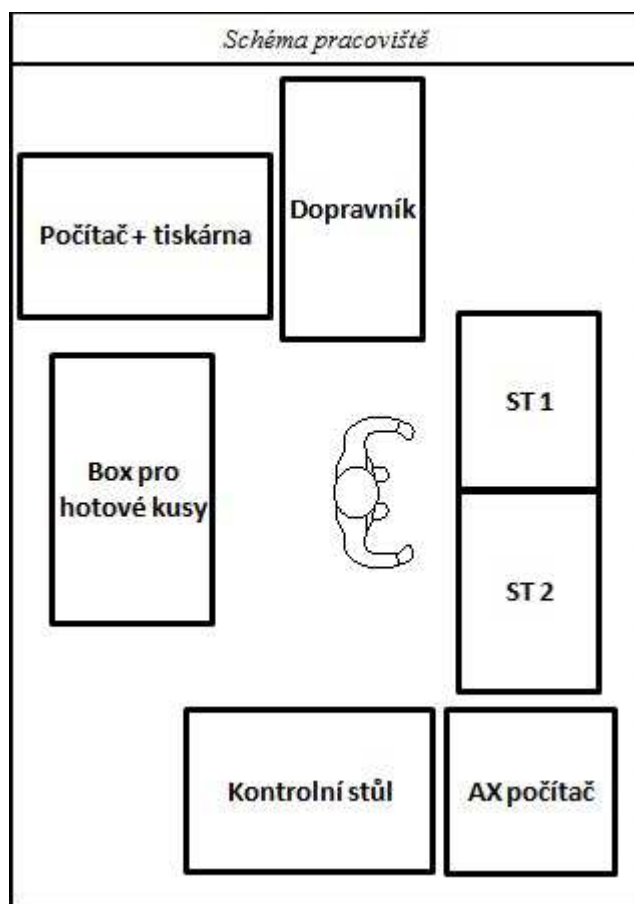 Schéma pracoviště
Dopravník
Počítač + tiskárna
ST 1
Box pro
hotové kusy
ST 2
Kontrolní stůl
AX počítač